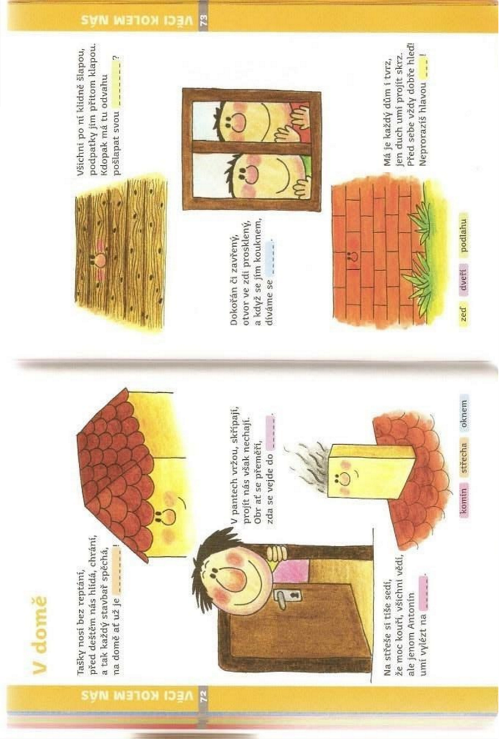 VĚCI KOLEM NÁS
72
V domě
Tašky nosí bez reptání,
před deštěm nás hlídá, chrání,
a tak každý stavbař spěchá,
na domě ať už je _ _ _ _ _ _ _!
V pantech vržou, skřípají,
projít nás však nechají.
Obr ať se přeměří,
zda se vejde do _ _ _ _ _.
Na střeše si tiše sedí,
že moc kouří, všichni vědí,
ale jenom Antonín
umí vylézt na _ _ _ _ _.
komín střecha oknem
VĚCI KOLEM NÁS
73
Všichni po ní klidně šlapou,
podpatky jim přitom klapou.
Kdopak má tu odvahu
pošlapat svou _ _ _ _ _ _ _?
Dokořán či zavřený,
otvor ve zdi prosklený,
a když se jím kouknem,
díváme se _ _ _ _ _.
Má je každý dům i tvrz,
jen duch umí projít skrz.
Před sebe vždy dobře hleď!
Neprorazíš hlavou _ _ _!
zeď dveří podlahu